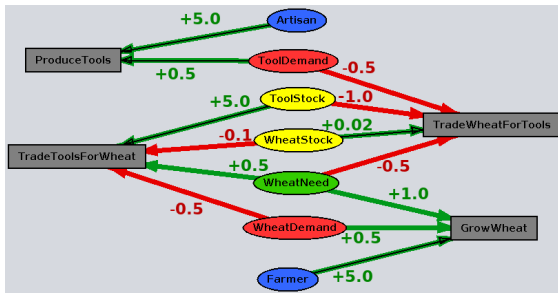 Artisan
+5.0
ProduceTools
ToolDemand
+0.5
-0.5
ToolStock
+5.0
-1.0
TradeWheatForTools
WheatStock
+0.02
-0.1
TradeToolsForWheat
+0.5
-0.5
WheatNeed
+1.0
-0.5
WheatDemand
+0.5
GrowWheat
Farmer
+5.0